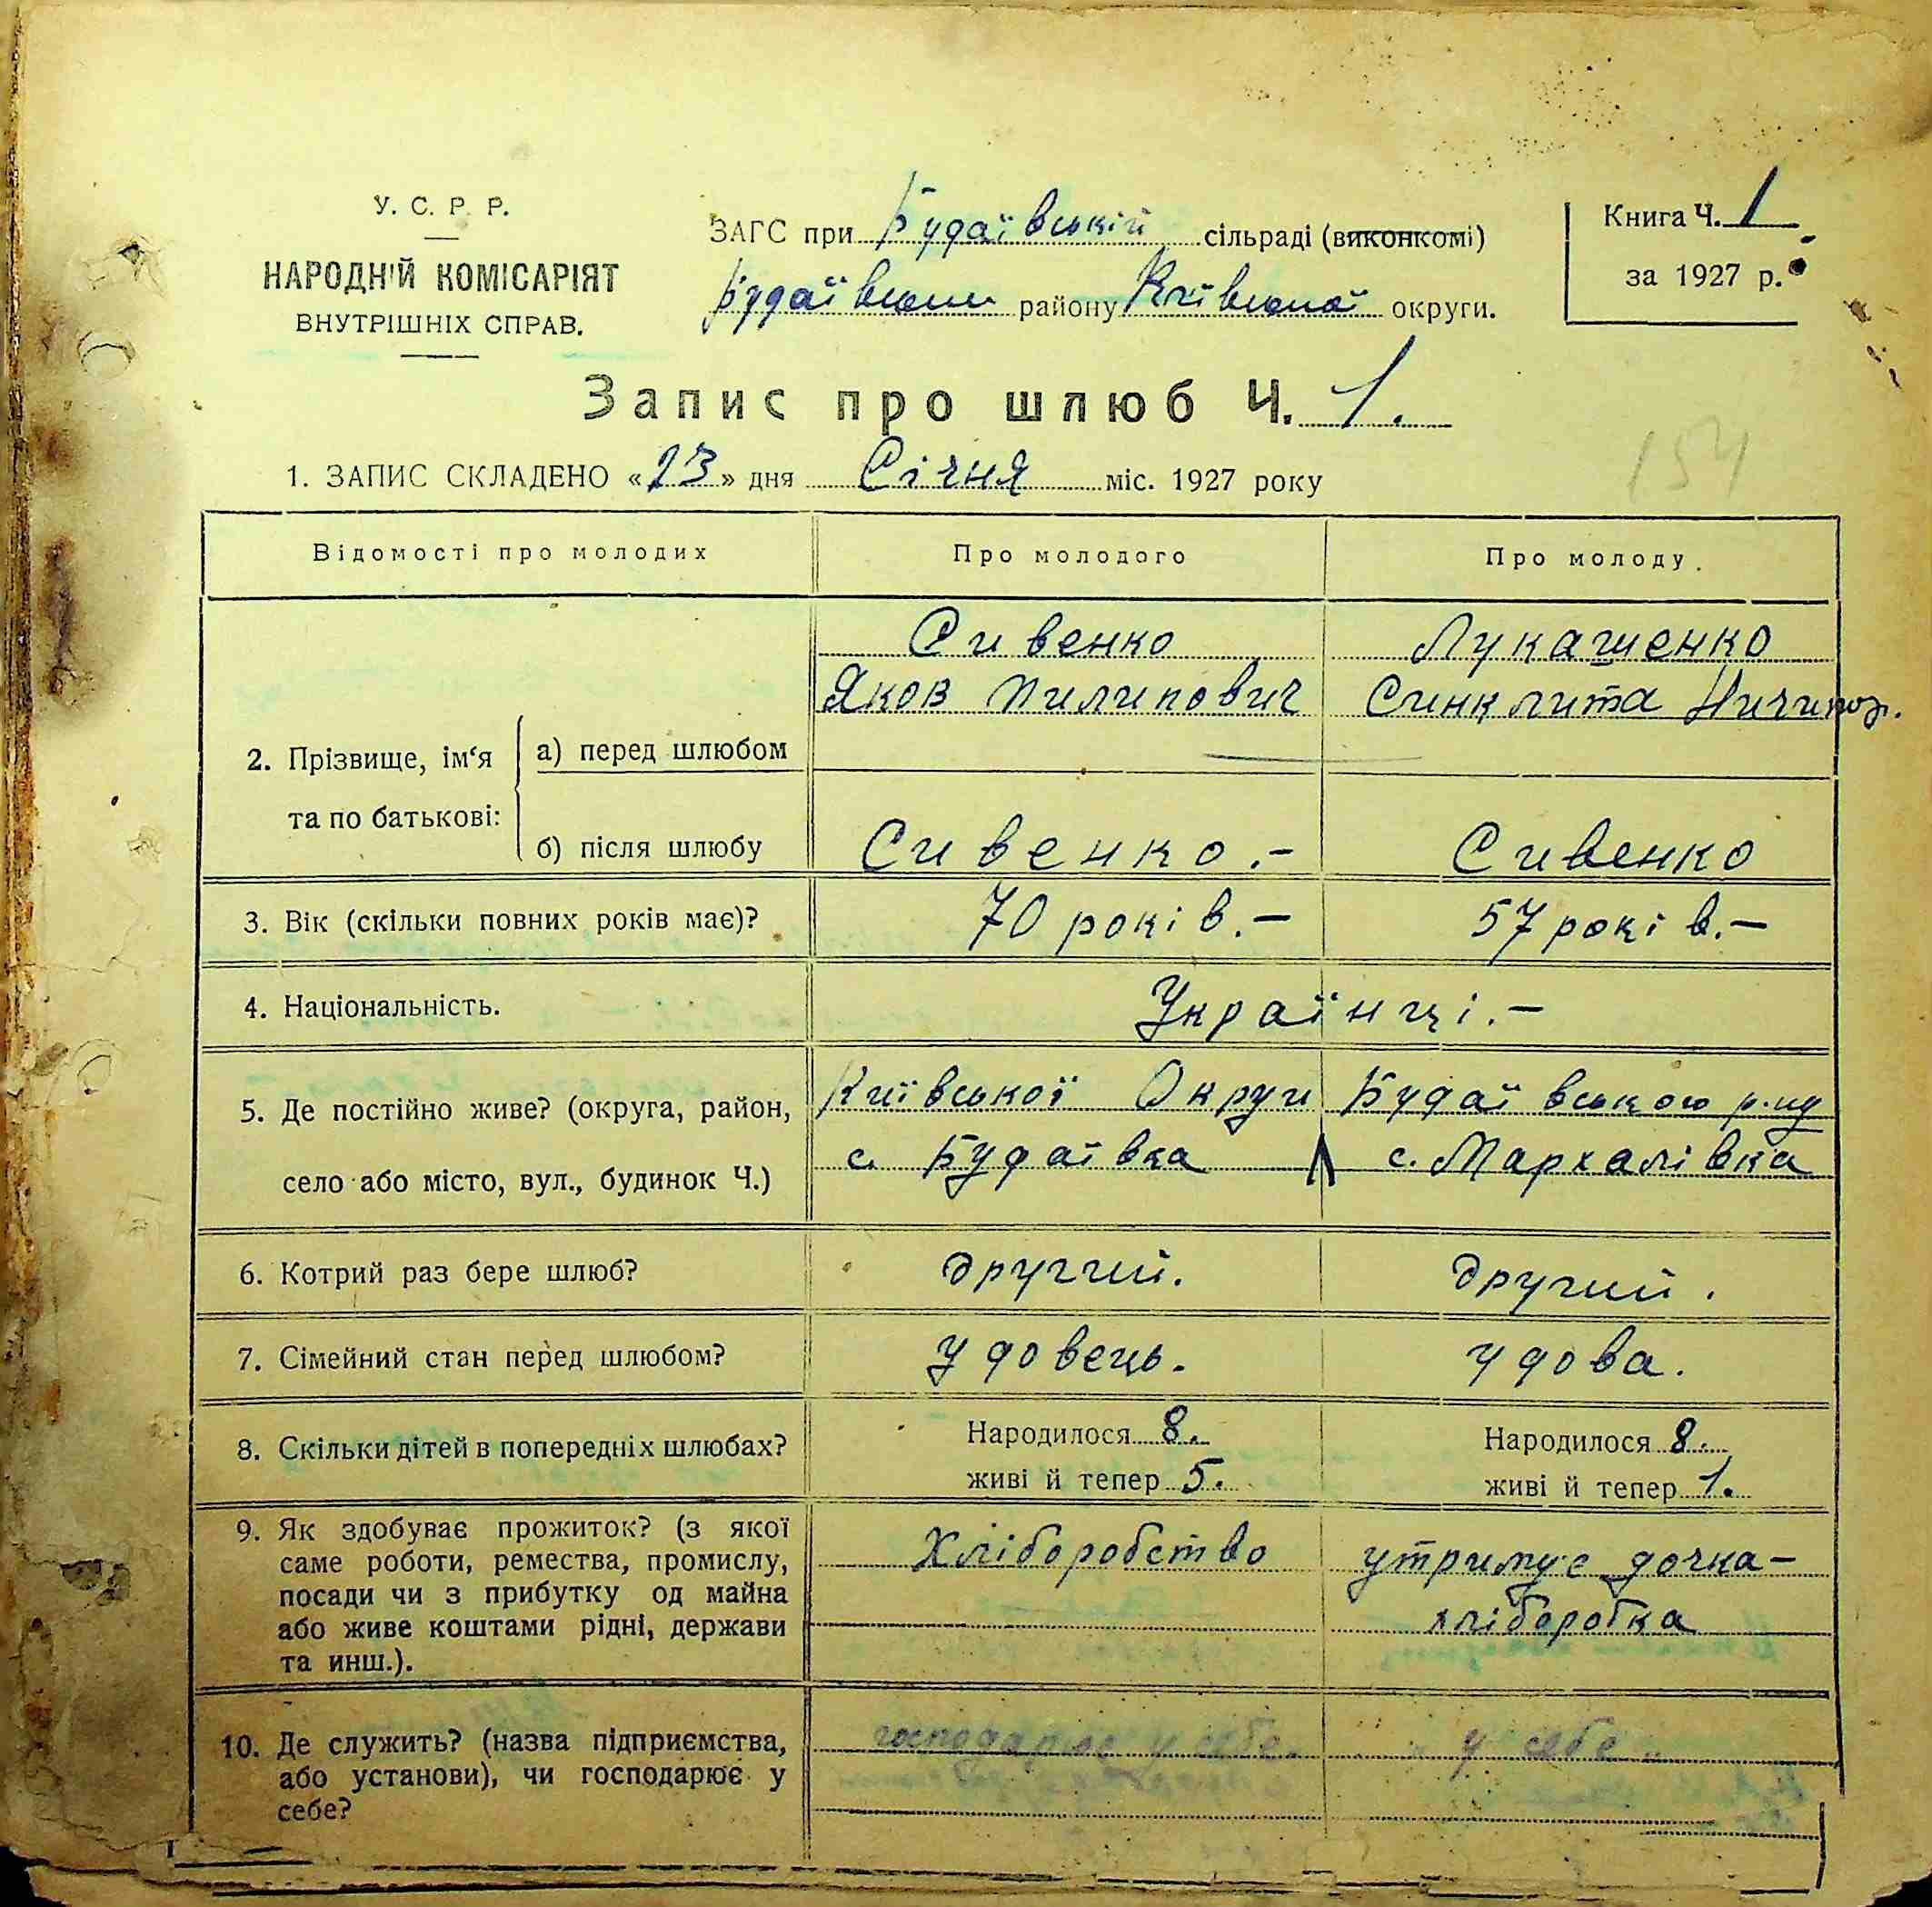 У. С. Р. Р.
НАРОДНІЙ КОМІСАРІЯТ
ВНУТРІШНІХ СПРАВ.
ЗАГС при Будаївській сільраді (виконкомі)
Будаївськ району Київської округи.
Книга Ч. 1
за 1927 р.
Запис про шлюб Ч. 1.
154
1. ЗАПИС СКЛАДЕНО «23» дня Січня міс. 1927 року
Відомості про молодих Про молодого Про молоду.
2. Прізвище, ім‘я та по батькові:
а) перед шлюбом
Сивенко Лукашенко
Яков Пилипович Синклита Ничипор.
б) після шлюбу Сивенко.- Сивенко
3. Вік (скільки повних років має)? 70 років.— 57 років.—
4. Національність. Українці.—
5. Де постійно живе? (округа, район, Київської Округи Будаївського р-ну
село або місто, вул., будинок Ч.) с. Будаївка с. Мархалівка
6. Котрий раз бере шлюб? другий. другий.
7. Сімейний стан перед шлюбом? удовець. удова.
8. Скільки дітей в попередніх шлюбах? Народилося 8. Народилося 8.
живі й тепер 5. живі й тепер 1.
9. Як здобуває прожиток? (з якої
саме роботи, ремества, промислу,
посади чи з прибутку од майна
або живе коштами рідні, держави
та инш.).
Хліборобство утримує дочка—
хліборобка
10. Де служить? (назва підприємства,
або установи), чи господарює у
себе?
господарює у себе. у себе